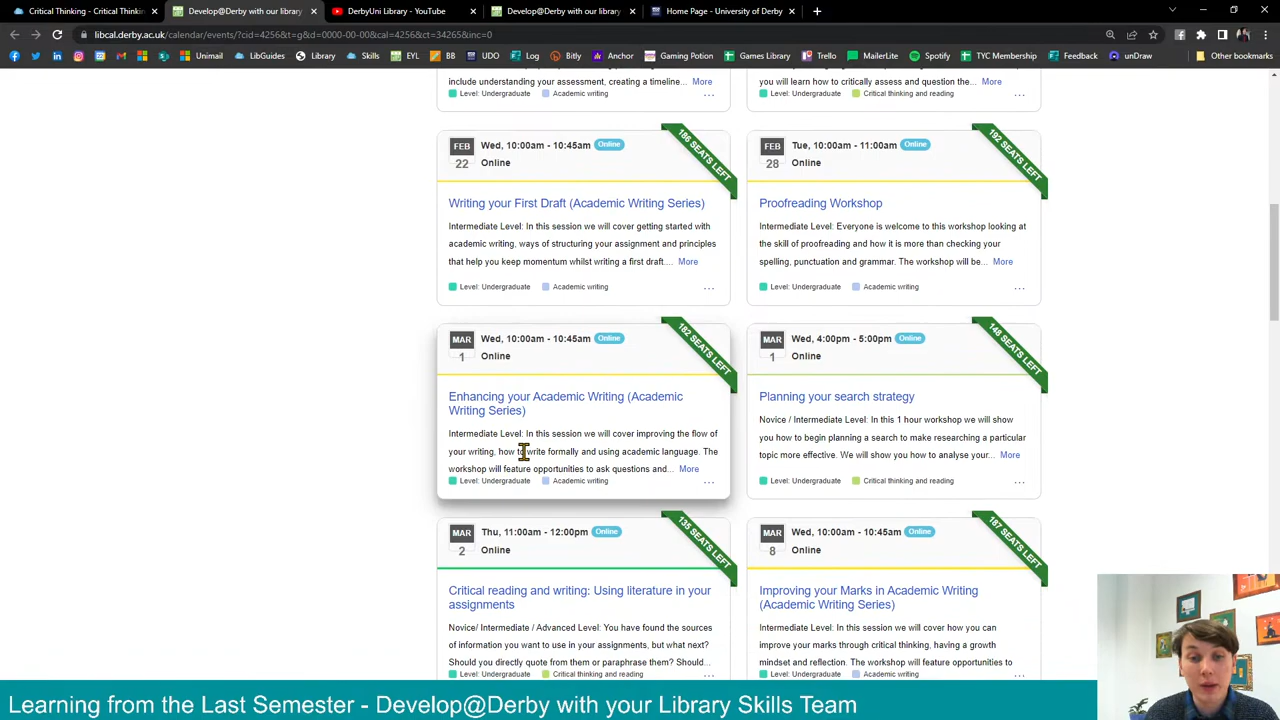 Critical Thinking - Critical Thinkin
Develop@Derby with our library
DerbyUni Library - YouTube
Develop@Derby with our library
Home Page - University of Derby
libcal.derby.ac.uk/calendar/events/?cid=4256&t=g&d=0000-00-00&cal=4256&ct=34265&inc=0
Unimail
Library
Skills
EYL
BB
UDO
Log
Bitly
Anchor
Gaming Potion
Games Library
Trello
MailerLite
Spotify
TYC Membership
Feedback
unDraw
Other bookmarks
include understanding your assessment, creating a timeline... More
Level: Undergraduate Academic writing ...
you will learn how to critically assess and question the... More
Level: Undergraduate Critical thinking and reading ...
FEB 22
Wed, 10:00am - 10:45am Online
Online
186 SEATS LEFT
Writing your First Draft (Academic Writing Series)
Intermediate Level: In this session we will cover getting started with
academic writing, ways of structuring your assignment and principles
that help you keep momentum whilst writing a first draft.... More
Level: Undergraduate Academic writing ...
FEB 28
Tue, 10:00am - 11:00am Online
Online
192 SEATS LEFT
Proofreading Workshop
Intermediate Level: Everyone is welcome to this workshop looking at
the skill of proofreading and how it is more than checking your
spelling, punctuation and grammar. The workshop will be... More
Level: Undergraduate Academic writing ...
MAR 1
Wed, 10:00am - 10:45am Online
Online
182 SEATS LEFT
Enhancing your Academic Writing (Academic
Writing Series)
Intermediate Level: In this session we will cover improving the flow of
your writing, how to write formally and using academic language. The
workshop will feature opportunities to ask questions and... More
Level: Undergraduate Academic writing ...
MAR 1
Wed, 4:00pm - 5:00pm Online
Online
148 SEATS LEFT
Planning your search strategy
Novice / Intermediate Level: In this 1 hour workshop we will show
you how to begin planning a search to make researching a particular
topic more effective. We will show you how to analyse your... More
Level: Undergraduate Critical thinking and reading ...
MAR 2
Thu, 11:00am - 12:00pm Online
Online
135 SEATS LEFT
Critical reading and writing: Using literature in your
assignments
Novice/ Intermediate / Advanced Level: You have found the sources
of information you want to use in your assignments, but what next?
Should you directly quote from them or paraphrase them? Should...
Level: Undergraduate Critical thinking and reading ...
MAR 8
Wed, 10:00am - 10:45am Online
Online
187 SEATS LEFT
Improving your Marks in Academic Writing
(Academic Writing Series)
Intermediate Level: In this session we will cover how you can
improve your marks through critical thinking, having a growth
mindset and reflection. The workshop will feature opportunities to
Level: Undergraduate Academic writing ...
Learning from the Last Semester - Develop@Derby with your Library Skills Team